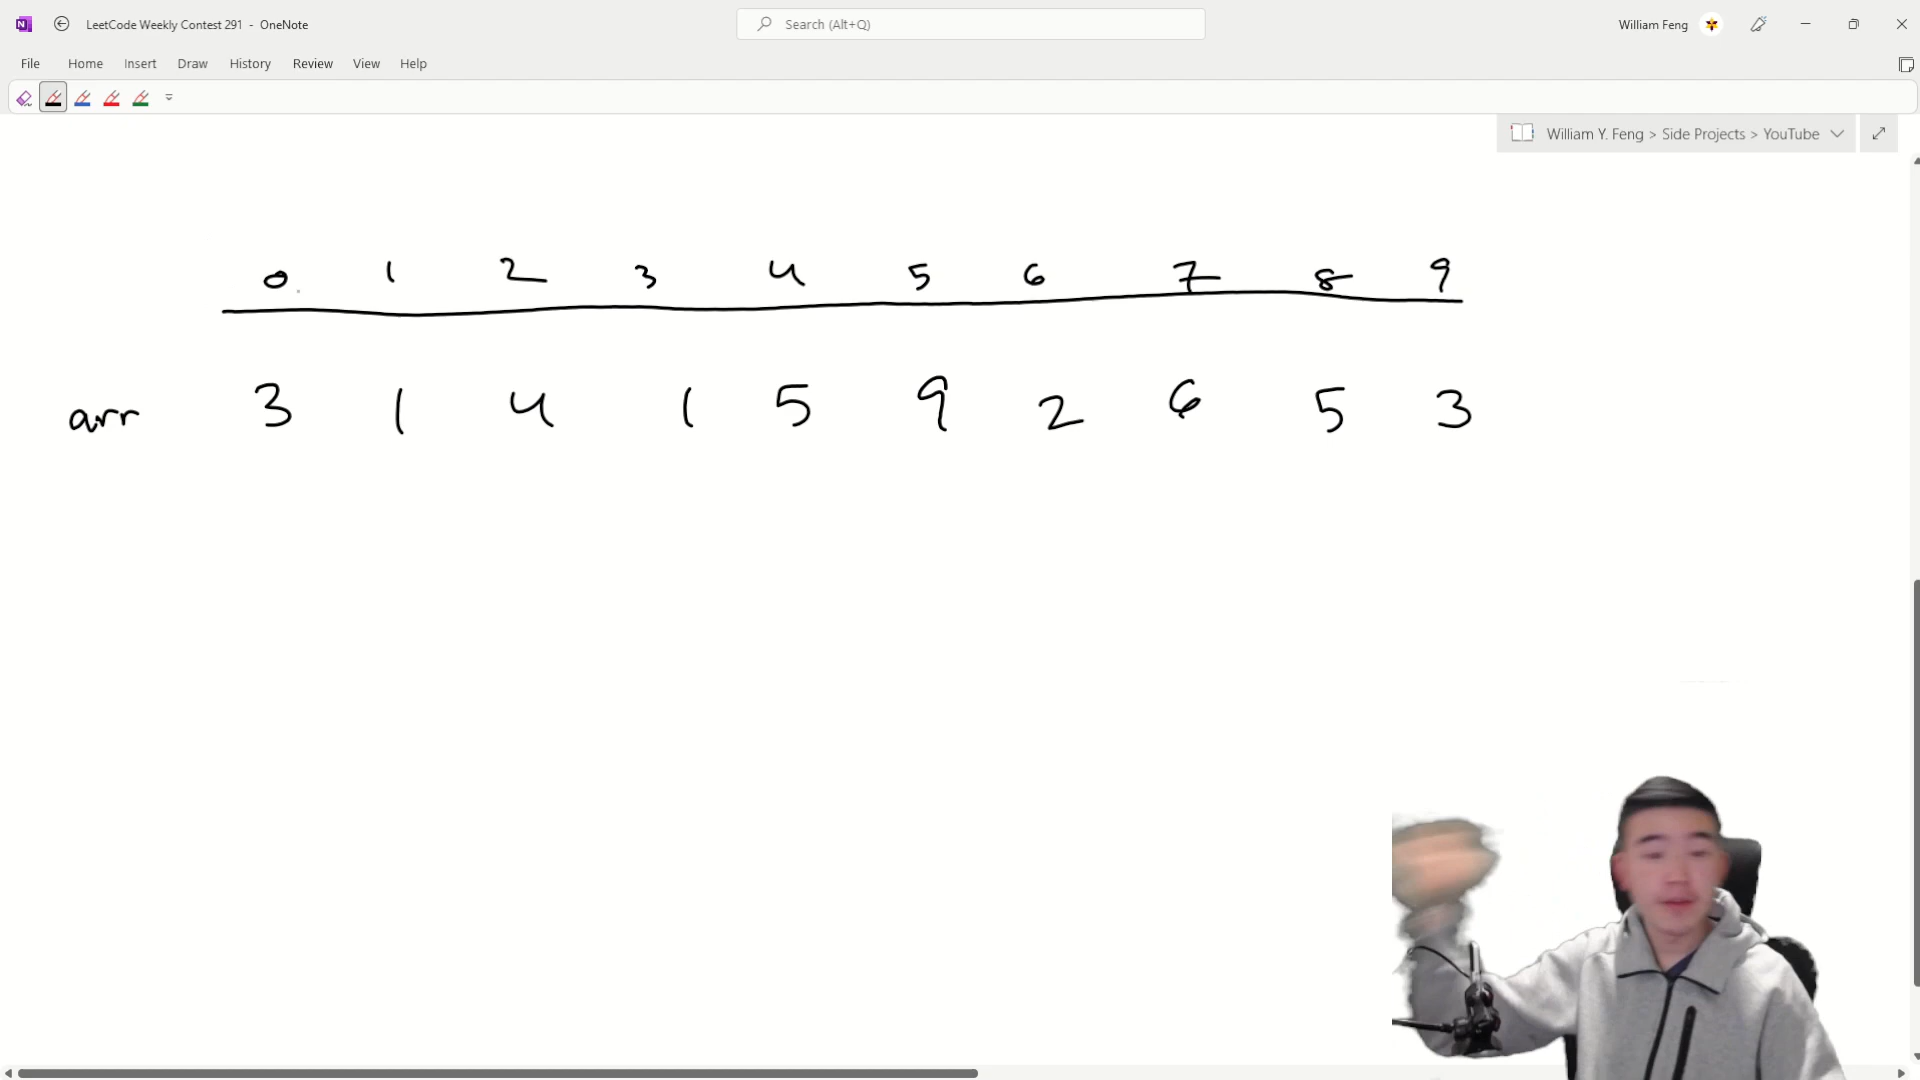 LeetCode Weekly Contest 291 - OneNote
Search (Alt+Q)
William Feng
File Home Insert Draw History Review View Help
William Y. Feng > Side Projects > YouTube
0 1 2 3 4 5 6 7 8 9
arr 3 1 4 1 5 9 2 6 5 3